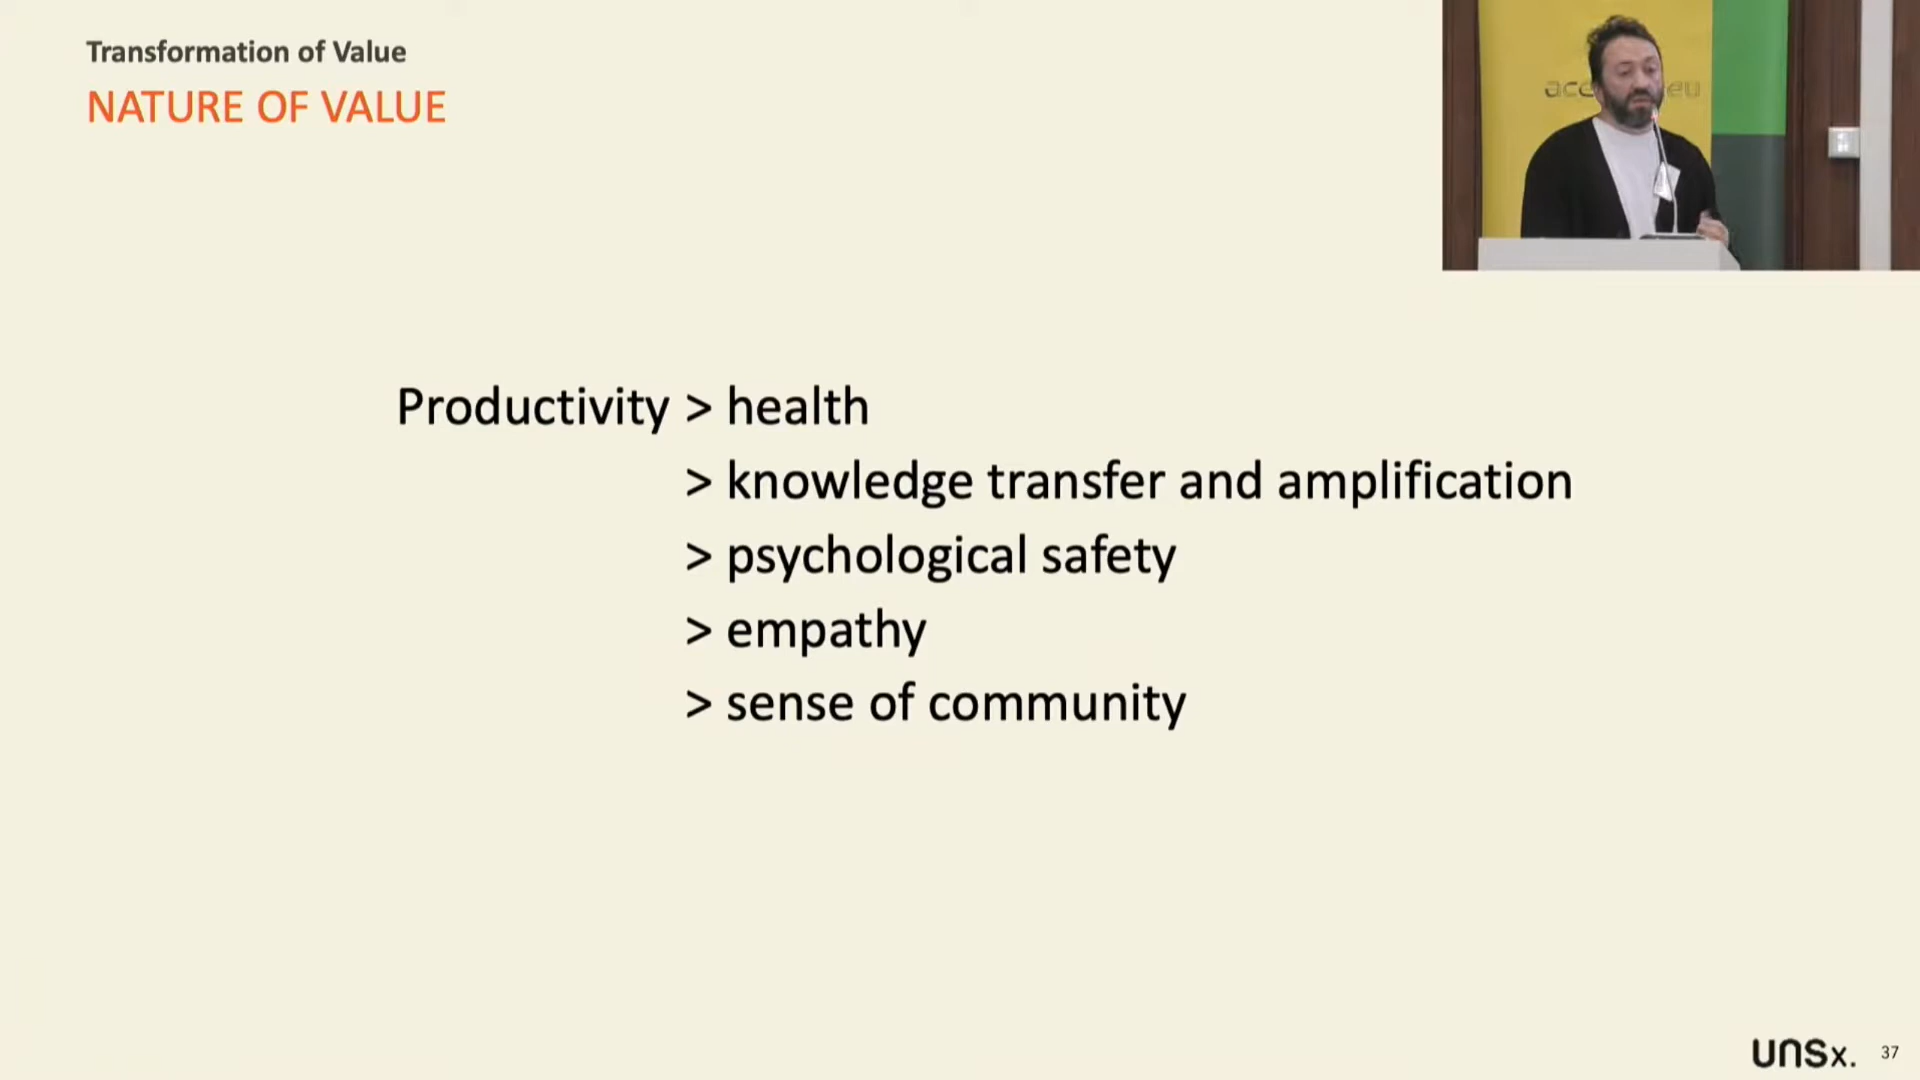 Transformation of Value
NATURE OF VALUE
Productivity > health
> knowledge transfer and amplification
> psychological safety
> empathy
> sense of community
unsx. 37